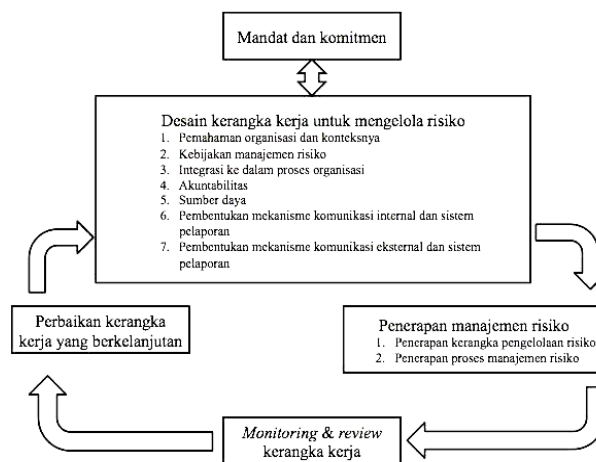 Mandat dan komitmen
Desain kerangka kerja untuk mengelola risiko
1. Pemahaman organisasi dan konteksnya
2. Kebijakan manajemen risiko
3. Integrasi ke dalam proses organisasi
4. Akuntabilitas
5. Sumber daya
6. Pembentukan mekanisme komunikasi internal dan sistem
pelaporan
7. Pembentukan mekanisme komunikasi eksternal dan sistem
pelaporan
Perbaikan kerangka
kerja yang berkelanjutan
Penerapan manajemen risiko
1. Penerapan kerangka pengelolaan risiko
2. Penerapan proses manajemen risiko
Monitoring & review
kerangka kerja